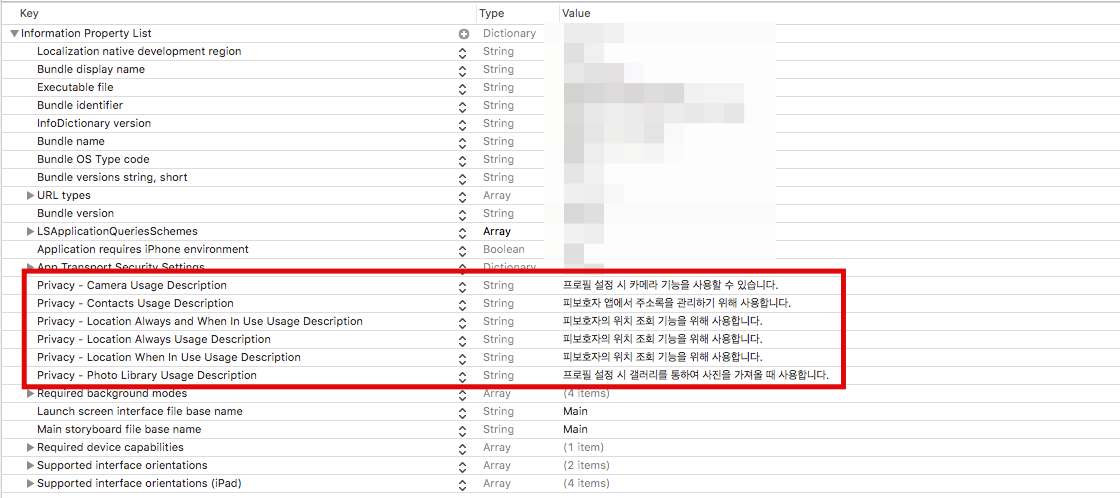 Key Type Value
Information Property List Dictionary
Localization native development region String
Bundle display name String
Executable file String
Bundle identifier String
InfoDictionary version String
Bundle name String
Bundle OS Type code String
Bundle versions string, short String
URL types Array
Bundle version String
LSApplicationQueriesSchemes Array
Application requires iPhone environment Boolean
App Transport Security Settings Dictionary
Privacy - Camera Usage Description String 프로필 설정 시 카메라 기능을 사용할 수 있습니다.
Privacy - Contacts Usage Description String 피보호자 앱에서 주소록을 관리하기 위해 사용합니다.
Privacy - Location Always and When In Use Usage Description String 피보호자의 위치 조회 기능을 위해 사용합니다.
Privacy - Location Always Usage Description String 피보호자의 위치 조회 기능을 위해 사용합니다.
Privacy - Location When In Use Usage Description String 피보호자의 위치 조회 기능을 위해 사용합니다.
Privacy - Photo Library Usage Description String 프로필 설정 시 갤러리를 통하여 사진을 가져올 때 사용합니다.
Required background modes Array (4 items)
Launch screen interface file base name String Main
Main storyboard file base name String Main
Required device capabilities Array (1 item)
Supported interface orientations Array (2 items)
Supported interface orientations (iPad) Array (4 items)